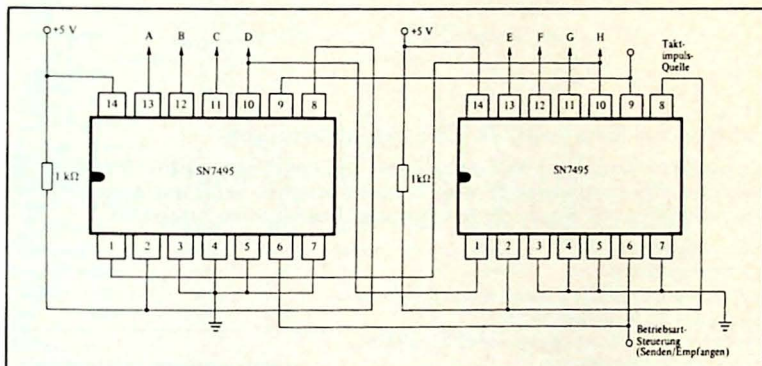 +5 V A B C D +5 V E F G H Takt-
impuls-
Quelle
14 13 12 11 10 9 8 14 13 12 11 10 9 8
1 kΩ SN7495 1kΩ SN7495
1 2 3 4 5 6 7 1 2 3 4 5 6 7
Betriebsart-
Steuerung
(Senden/Empfangen)